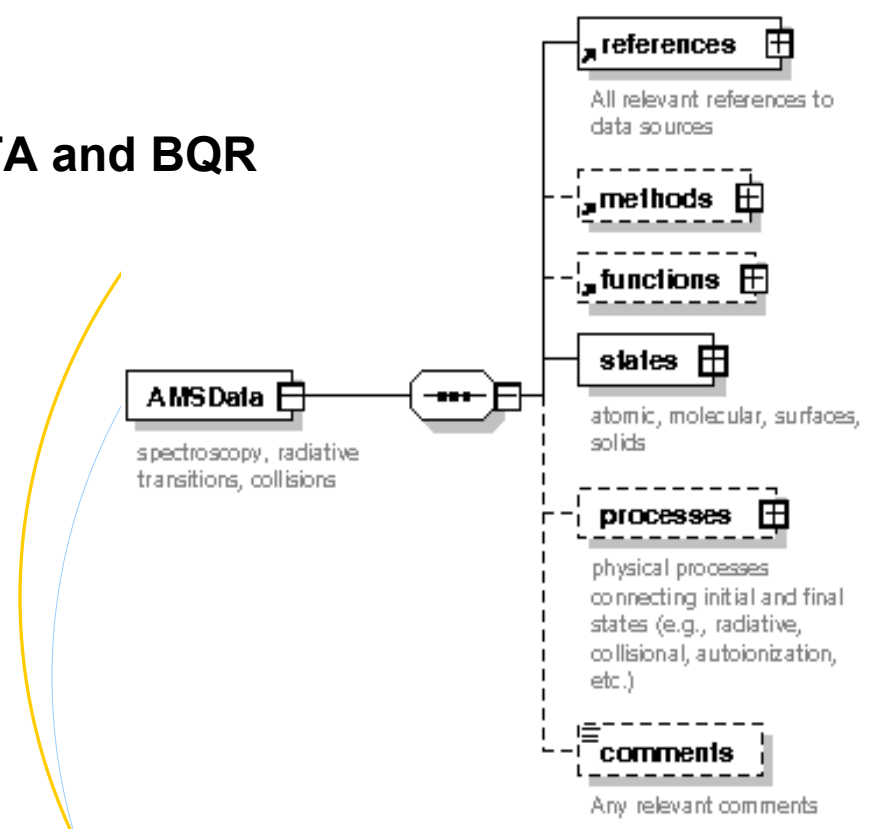 TA and BQR
references
All relevant references to
data sources
methods
functions
states
atomic, molecular, surfaces,
solids
AMSData
spectroscopy, radiative
transitions, collisions
processes
physical processes
connecting initial and final
states (e.g., radiative,
collisional, autoionization,
etc.)
comments
Any relevant comments